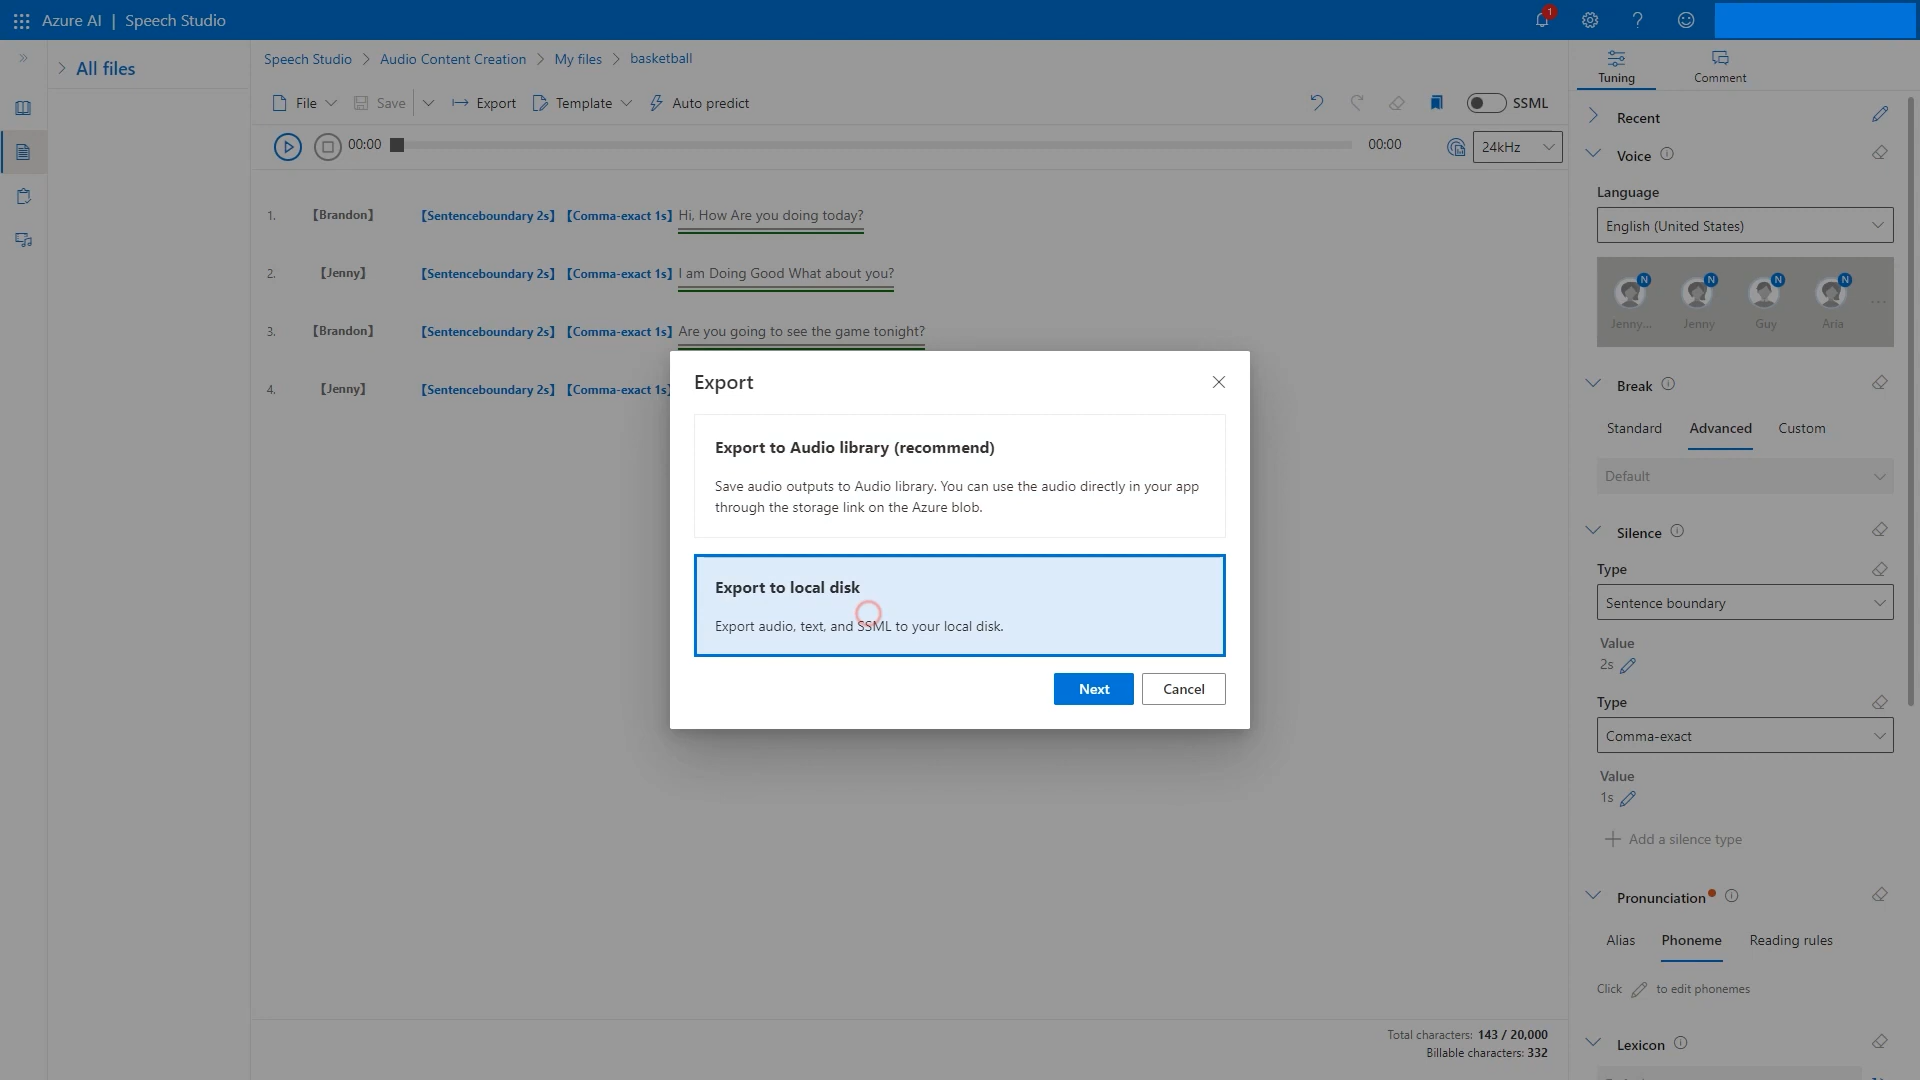 Azure AI | Speech Studio
1
All files
Speech Studio > Audio Content Creation > My files > basketball
File Save Export Template Auto predict SSML
00:00 00:00 24kHz
1. 【Brandon】 【Sentenceboundary 2s】 【Comma-exact 1s】 Hi, How Are you doing today?
2. 【Jenny】 【Sentenceboundary 2s】 【Comma-exact 1s】 I am Doing Good What about you?
3. 【Brandon】 【Sentenceboundary 2s】 【Comma-exact 1s】 Are you going to see the game tonight?
4. 【Jenny】 【Sentenceboundary 2s】 【Comma-exact 1s】
Export
Export to Audio library (recommend)
Save audio outputs to Audio library. You can use the audio directly in your app
through the storage link on the Azure blob.
Export to local disk
Export audio, text, and SSML to your local disk.
Next Cancel
Total characters: 143 / 20,000
Billable characters: 332
Tuning Comment
Recent
Voice
Language
English (United States)
N N N N
Jenny... Jenny Guy Aria ...
Break
Standard Advanced Custom
Default
Silence
Type
Sentence boundary
Value
2s
Type
Comma-exact
Value
1s
Add a silence type
Pronunciation
Alias Phoneme Reading rules
Click to edit phonemes
Lexicon